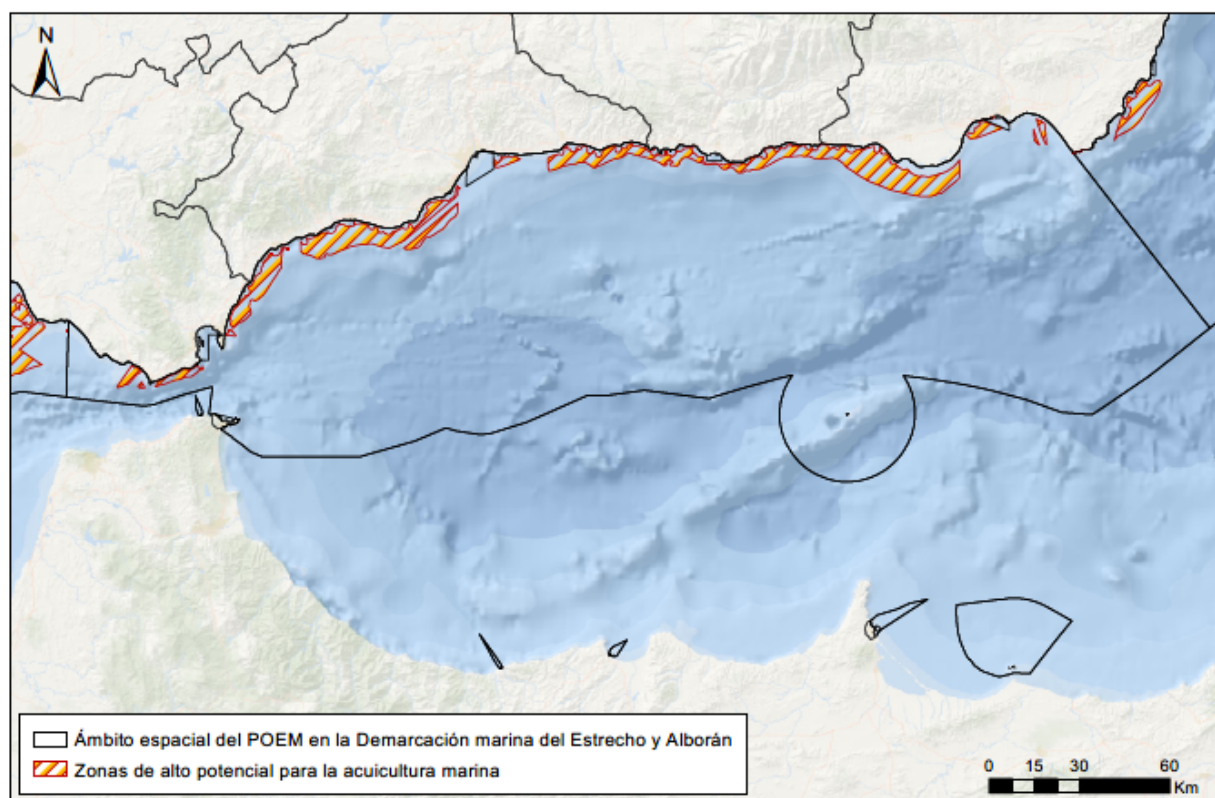 N
Ámbito espacial del POEM en la Demarcación marina del Estrecho y Alborán
Zonas de alto potencial para la acuicultura marina
0 15 30 60
Km